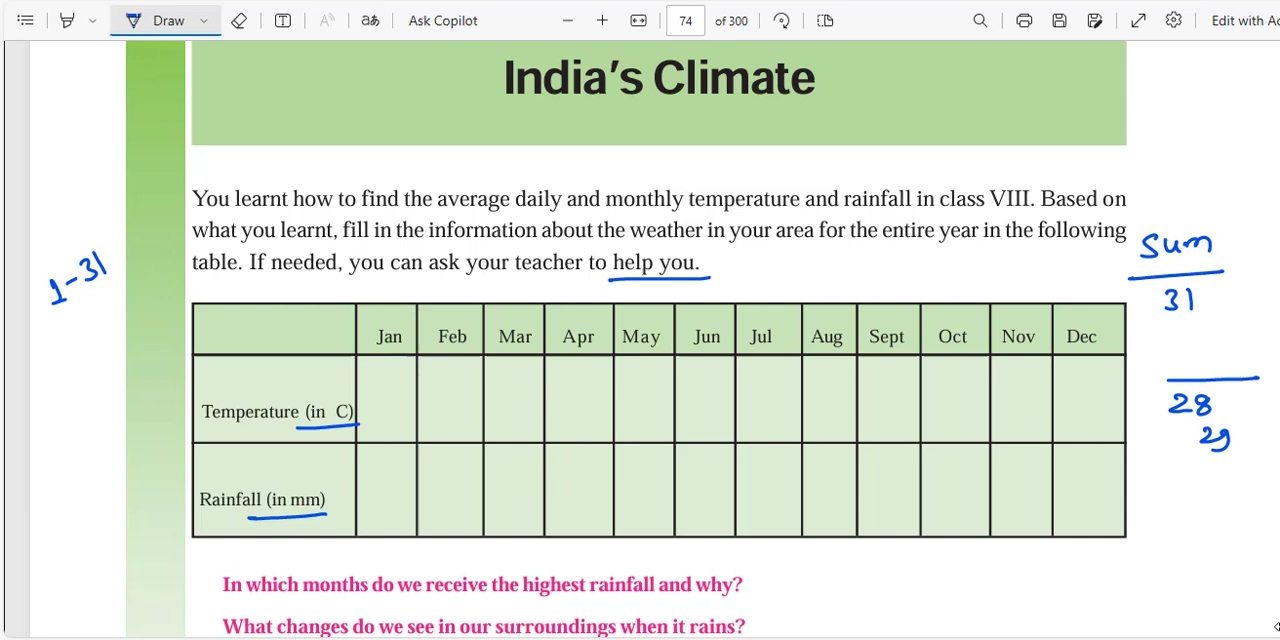 Draw
Ask Copilot
74 of 300
Edit with Ac
India's Climate
You learnt how to find the average daily and monthly temperature and rainfall in class VIII. Based on
what you learnt, fill in the information about the weather in your area for the entire year in the following
table. If needed, you can ask your teacher to help you.
1-31
Sum
31
Jan Feb Mar Apr May Jun Jul Aug Sept Oct Nov Dec
Temperature (in C)
28
29
Rainfall (in mm)
In which months do we receive the highest rainfall and why?
What changes do we see in our surroundings when it rains?